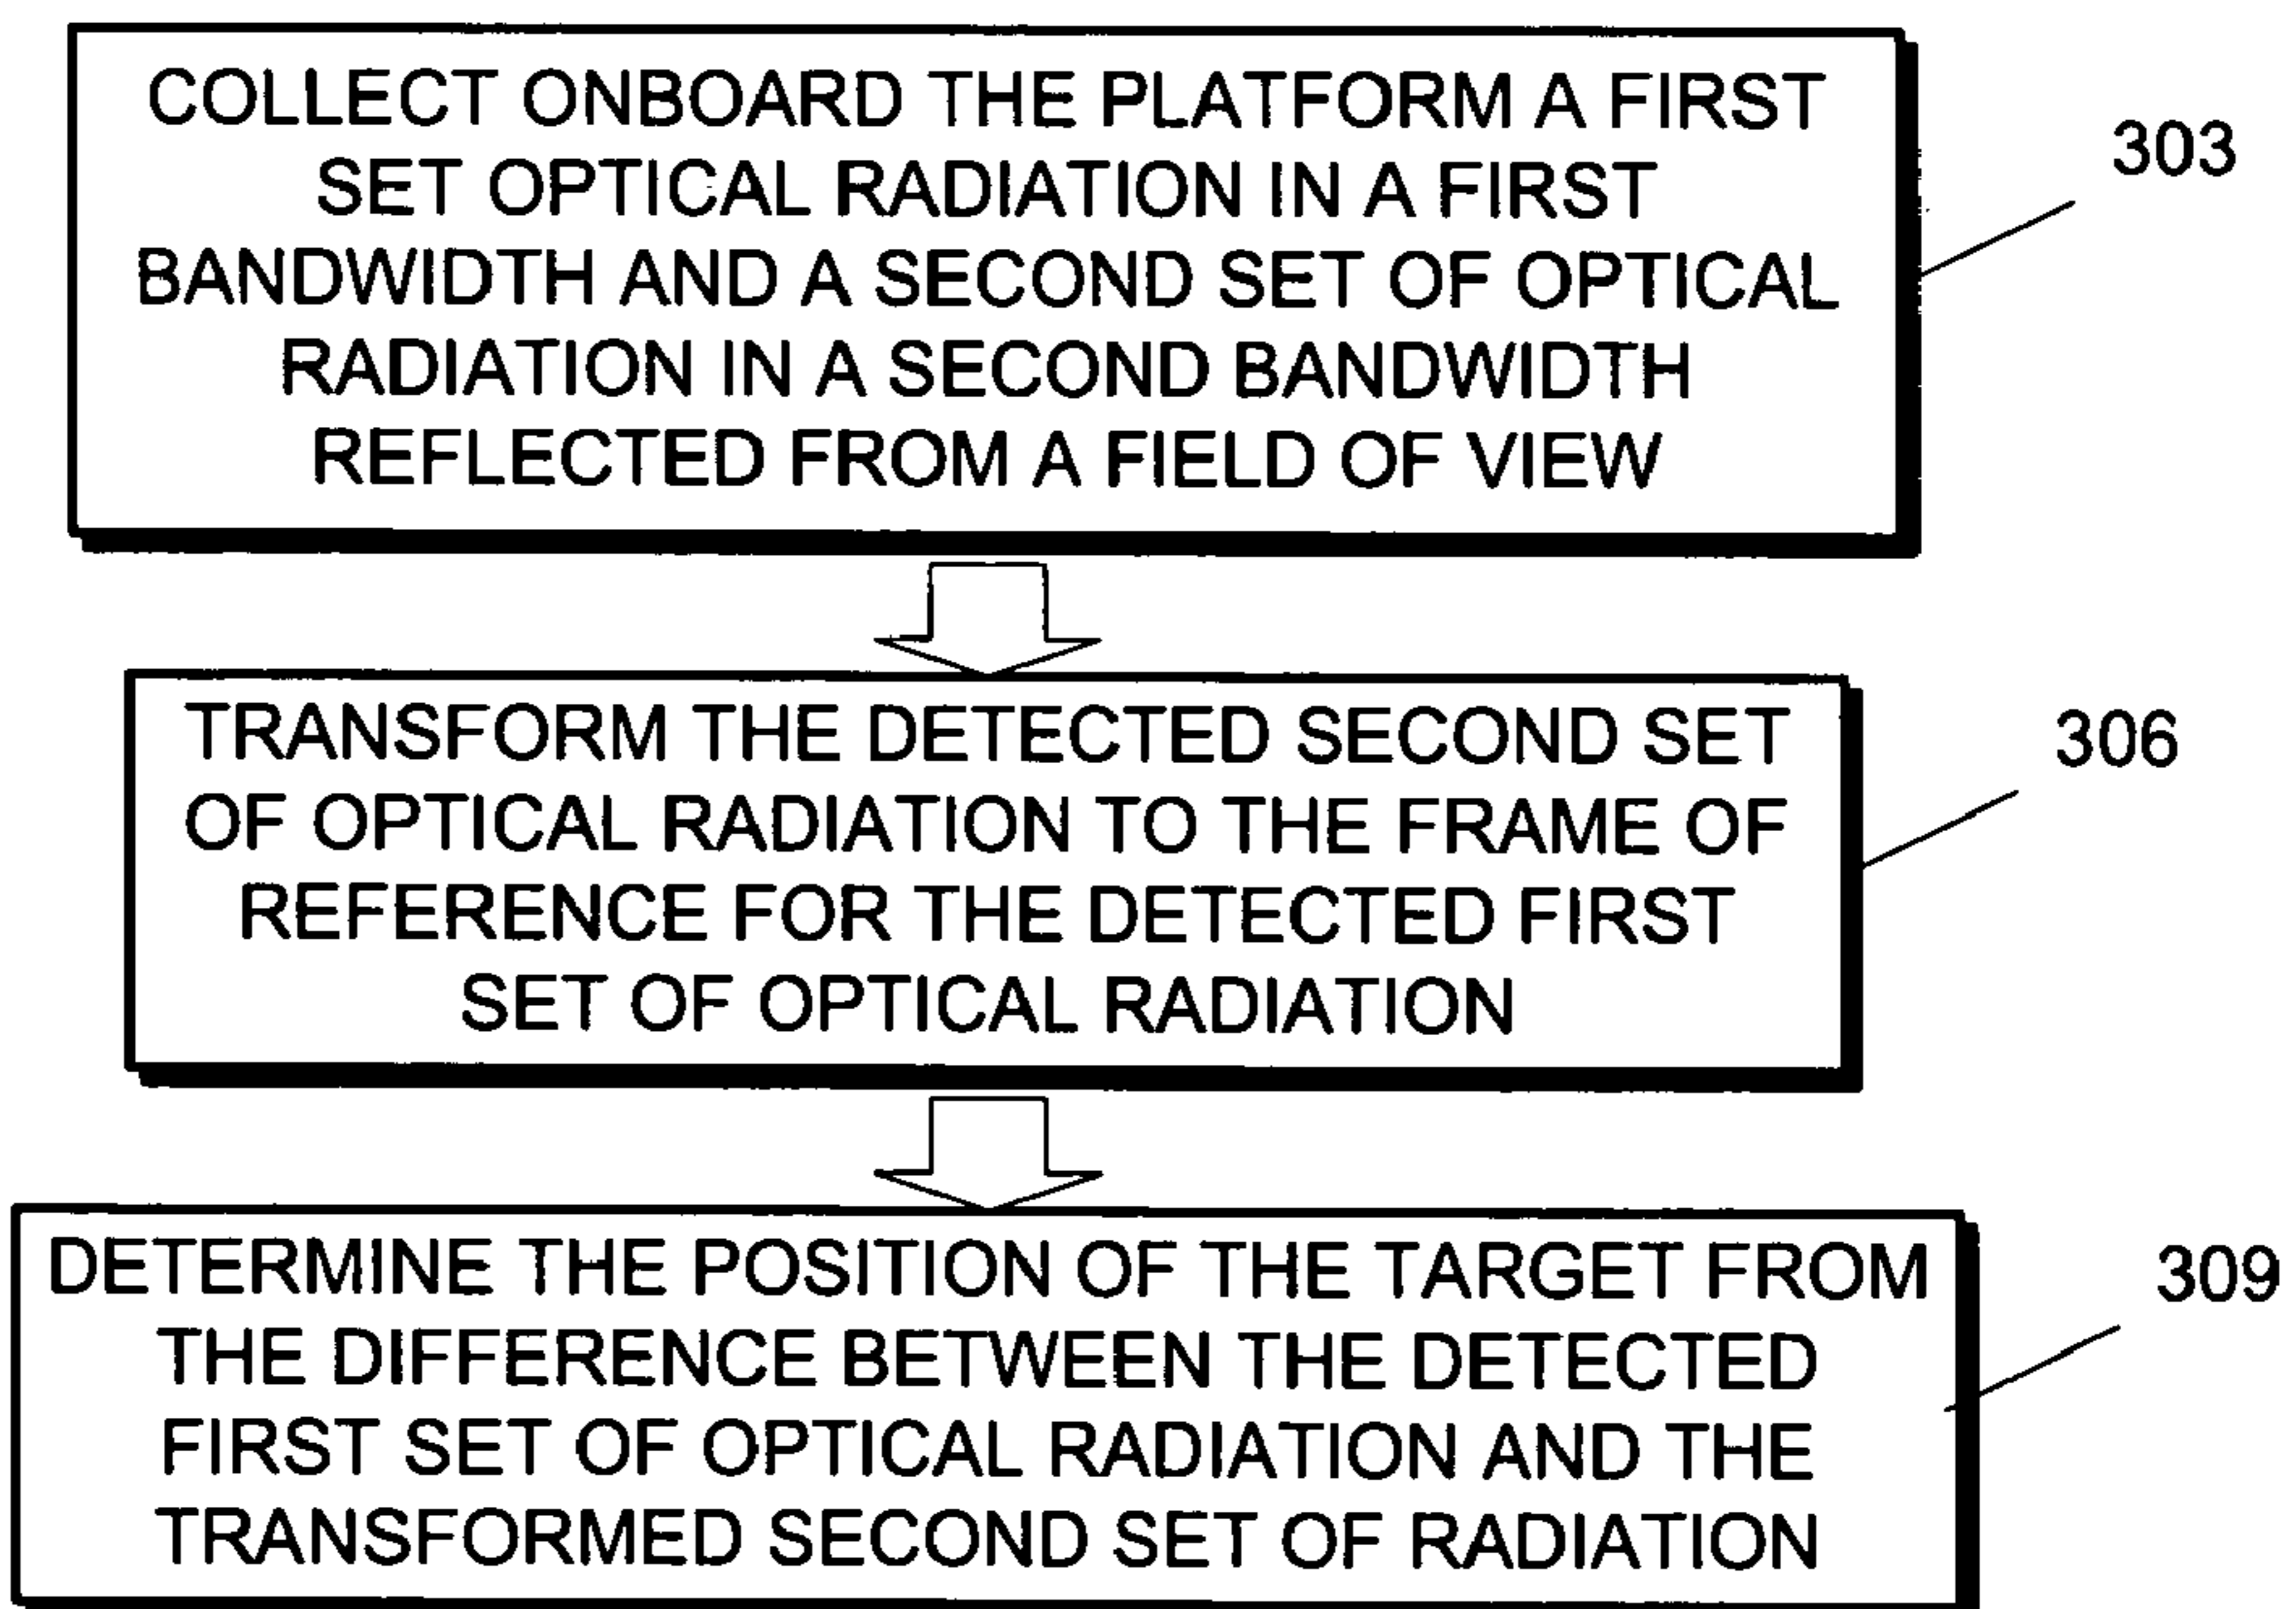 COLLECT ONBOARD THE PLATFORM A FIRST
SET OPTICAL RADIATION IN A FIRST
BANDWIDTH AND A SECOND SET OF OPTICAL
RADIATION IN A SECOND BANDWIDTH
REFLECTED FROM A FIELD OF VIEW
303
TRANSFORM THE DETECTED SECOND SET
OF OPTICAL RADIATION TO THE FRAME OF
REFERENCE FOR THE DETECTED FIRST
SET OF OPTICAL RADIATION
306
DETERMINE THE POSITION OF THE TARGET FROM
THE DIFFERENCE BETWEEN THE DETECTED
FIRST SET OF OPTICAL RADIATION AND THE
TRANSFORMED SECOND SET OF RADIATION
309